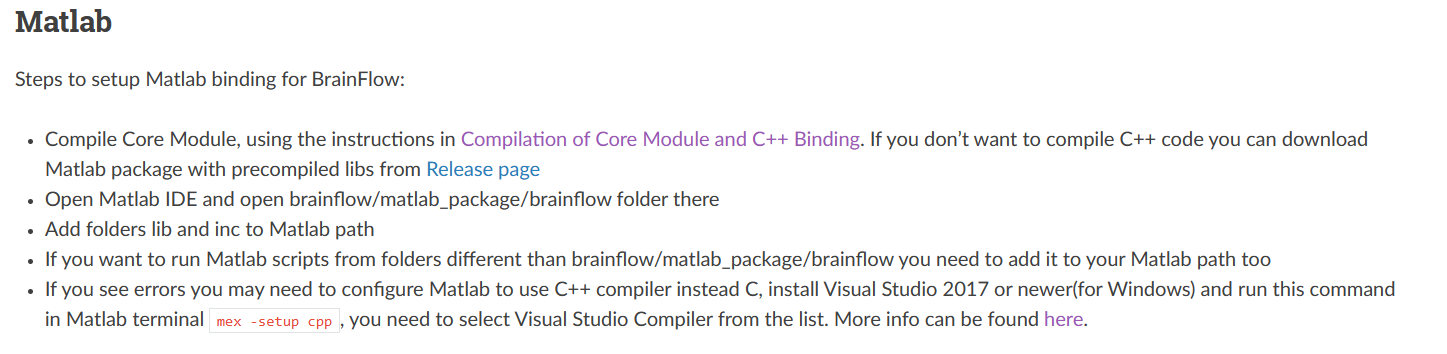 Matlab
Steps to setup Matlab binding for BrainFlow:
• Compile Core Module, using the instructions in Compilation of Core Module and C++ Binding. If you don’t want to compile C++ code you can download
Matlab package with precompiled libs from Release page
• Open Matlab IDE and open brainflow/matlab_package/brainflow folder there
• Add folders lib and inc to Matlab path
• If you want to run Matlab scripts from folders different than brainflow/matlab_package/brainflow you need to add it to your Matlab path too
• If you see errors you may need to configure Matlab to use C++ compiler instead C, install Visual Studio 2017 or newer(for Windows) and run this command
in Matlab terminal mex -setup cpp , you need to select Visual Studio Compiler from the list. More info can be found here.